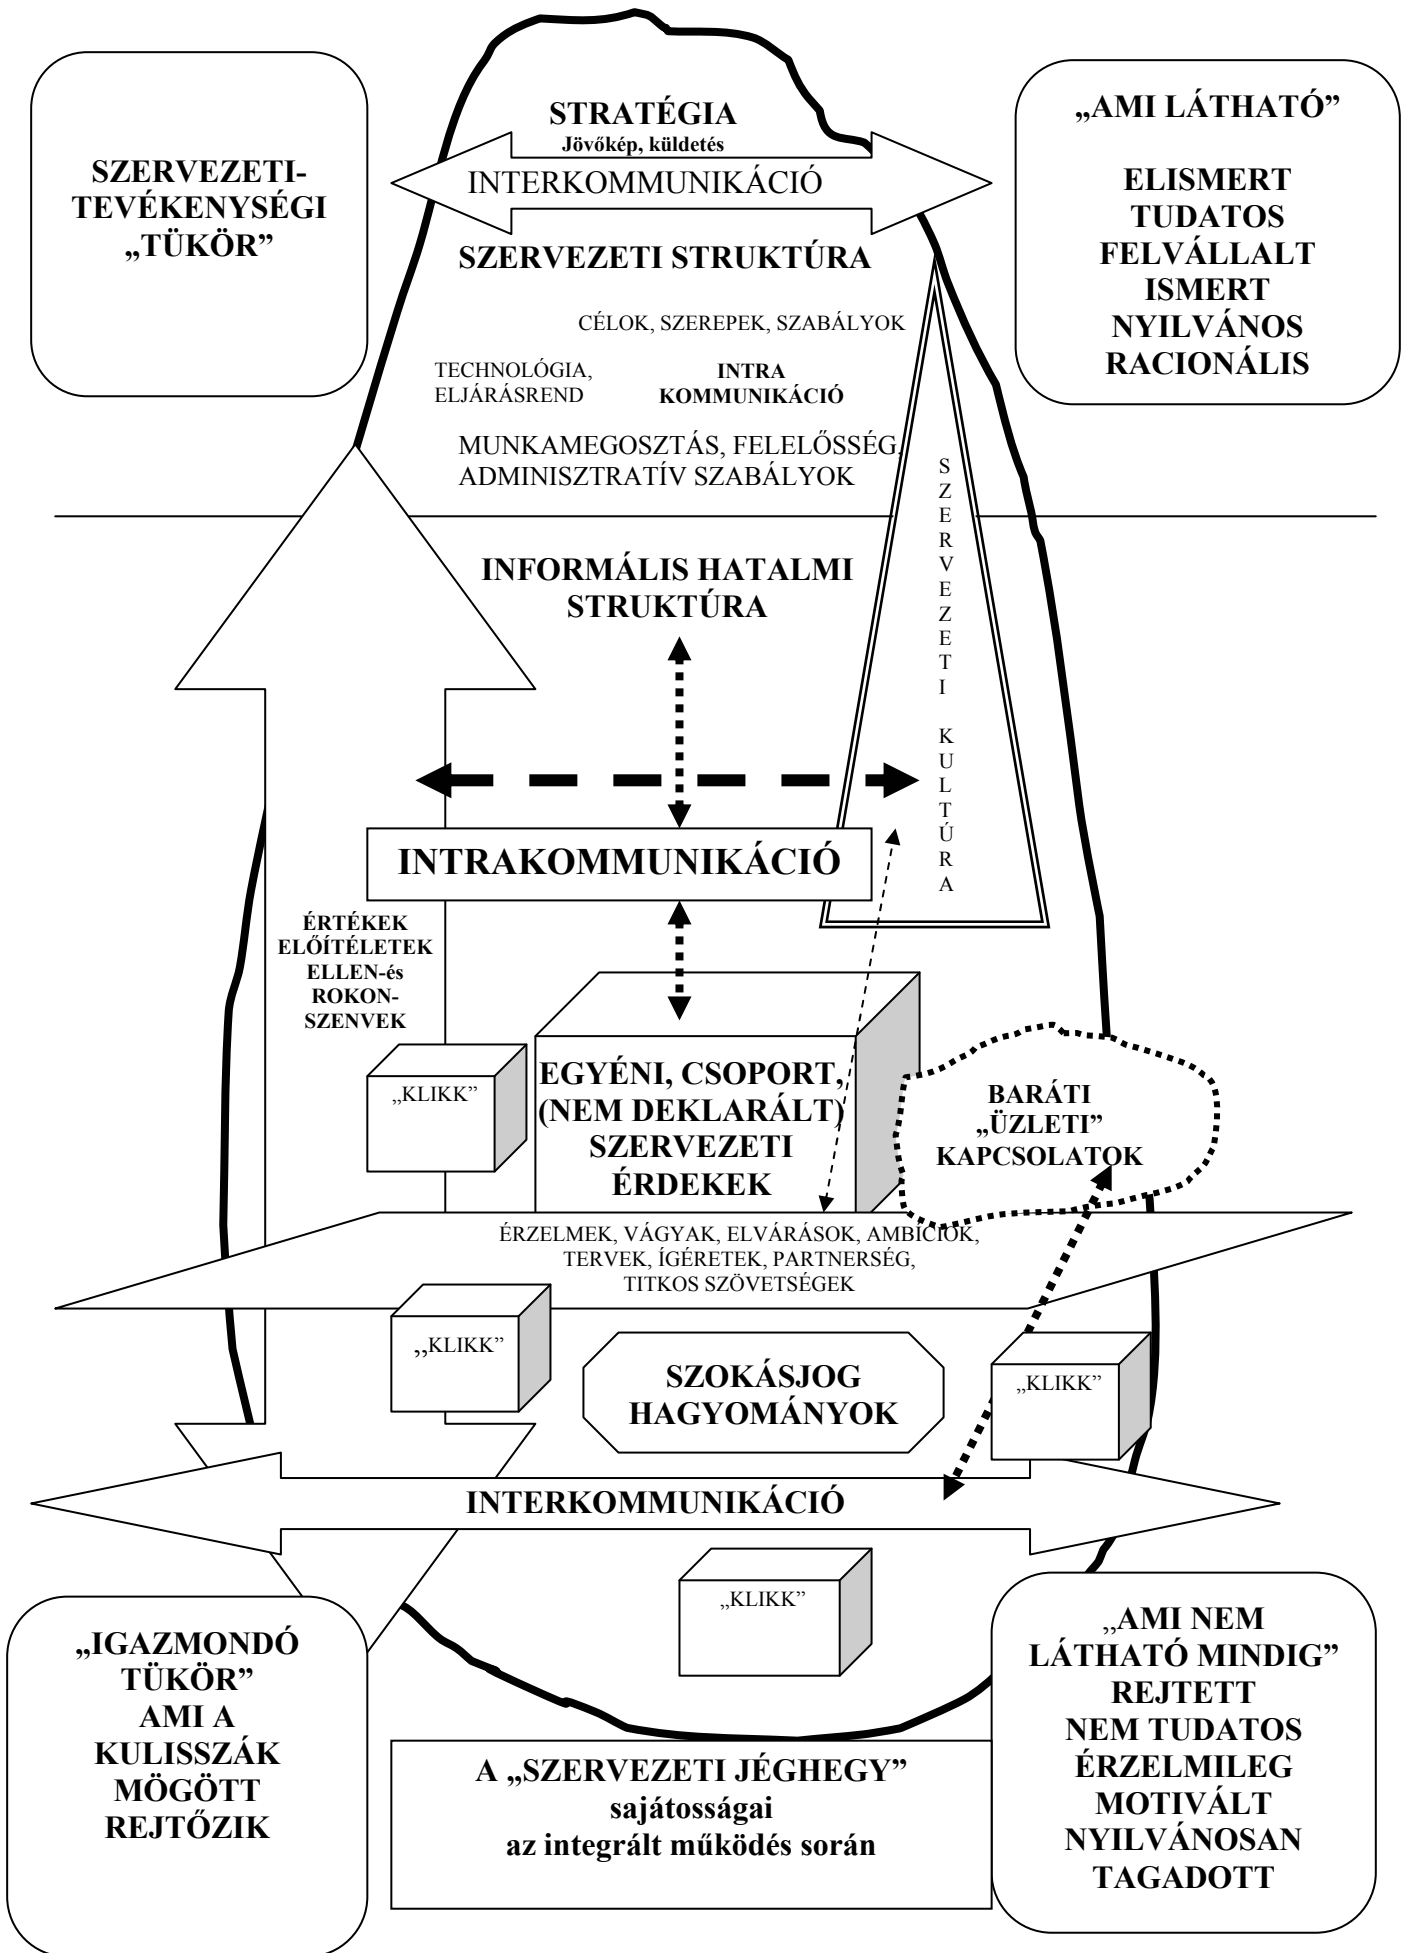 SZERVEZETI-
TEVÉKENYSÉGI
„TÜKÖR”
STRATÉGIA
Jövőkép, küldetés
INTERKOMMUNIKÁCIÓ
„AMI LÁTHATÓ”
ELISMERT
TUDATOS
FELVÁLLALT
ISMERT
NYILVÁNOS
RACIONÁLIS
SZERVEZETI STRUKTÚRA
CÉLOK, SZEREPEK, SZABÁLYOK
TECHNOLÓGIA,
ELJÁRÁSREND
INTRA
KOMMUNIKÁCIÓ
MUNKAMEGOSZTÁS, FELELŐSSÉG,
ADMINISZTRATÍV SZABÁLYOK
S
Z
E
R
V
E
Z
E
T
I
K
U
L
T
Ú
R
A
INFORMÁLIS HATALMI
STRUKTÚRA
INTRAKOMMUNIKÁCIÓ
ÉRTÉKEK
ELŐÍTÉLETEK
ELLEN-és
ROKON-
SZENVEK
„KLIKK”
EGYÉNI, CSOPORT,
(NEM DEKLARÁLT)
SZERVEZETI
ÉRDEKEK
BARÁTI
„ÜZLETI”
KAPCSOLATOK
ÉRZELMEK, VÁGYAK, ELVÁRÁSOK, AMBÍCIÓK,
TERVEK, ÍGÉRETEK, PARTNERSÉG,
TITKOS SZÖVETSÉGEK
„KLIKK”
SZOKÁSJOG
HAGYOMÁNYOK
„KLIKK”
INTERKOMMUNIKÁCIÓ
„KLIKK”
„IGAZMONDÓ
TÜKÖR”
AMI A
KULISSZÁK
MÖGÖTT
REJTŐZIK
A „SZERVEZETI JÉGHEGY”
sajátosságai
az integrált működés során
„AMI NEM
LÁTHATÓ MINDIG”
REJTETT
NEM TUDATOS
ÉRZELMILEG
MOTIVÁLT
NYILVÁNOSAN
TAGADOTT